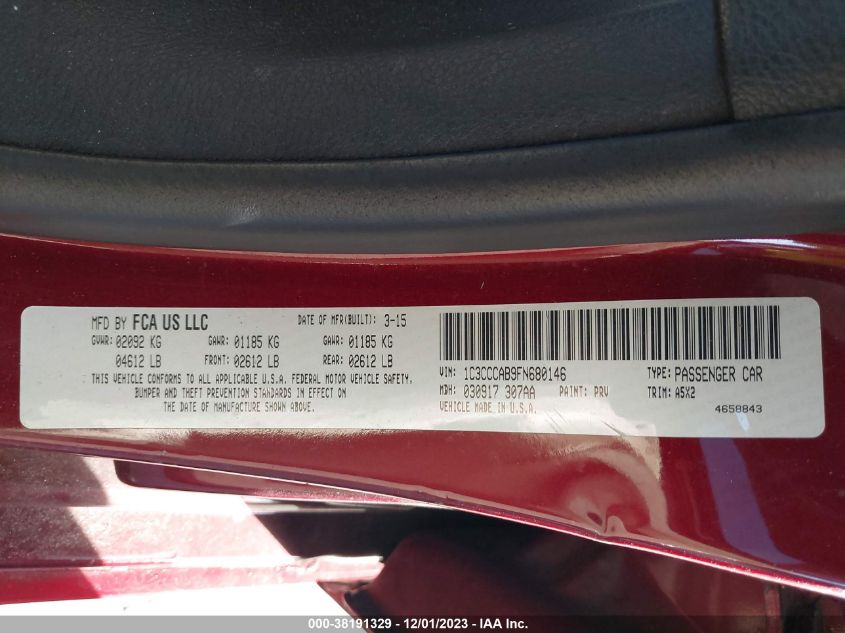 MFD BY FCA US LLC DATE OF MFR(BUILT): 3-15
GVWR: 02092 KG GAWR: 01185 KG GAWR: 01185 KG
04612 LB FRONT: 02612 LB REAR: 02612 LB
THIS VEHICLE CONFORMS TO ALL APPLICABLE U.S.A. FEDERAL MOTOR VEHICLE SAFETY,
BUMPER AND THEFT PREVENTION STANDARDS IN EFFECT ON
THE DATE OF MANUFACTURE SHOWN ABOVE.
VIN: 1C3CCCAB9FN680146 TYPE: PASSENGER CAR
MDH: 030917 307AA PAINT: PRV TRIM: A5X2
VEHICLE MADE IN U.S.A. 4658843
000-38191329 - 12/01/2023 - IAA Inc.